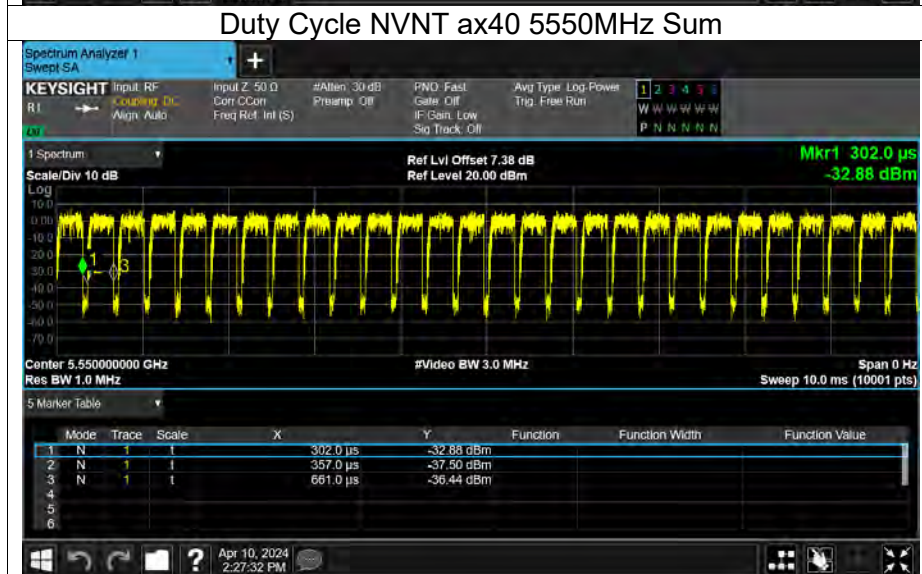 Duty Cycle NVNT ax40 5550MHz Sum
Spectrum Analyzer 1
Swept SA
+
KEYSIGHT Input: RF Input Z: 50 Ω #Atten: 30 dB PNO: Fast Avg Type: Log-Power 1 2 3 4 5 6
RL Coupling: DC Corr CCorr Preamp: Off Gate: Off Trig: Free Run W W W W W W
Align: Auto Freq Ref: Int (S) IF Gain: Low
Sig Track: Off P N N N N N
1 Spectrum Ref Lvl Offset 7.38 dB Mkr1 302.0 µs
Scale/Div 10 dB Ref Level 20.00 dBm -32.88 dBm
Log
10.0
0.00
-10.0
-20.0
-30.0
-40.0
-50.0
-60.0
-70.0
1
3
Center 5.550000000 GHz #Video BW 3.0 MHz Span 0 Hz
Res BW 1.0 MHz Sweep 10.0 ms (10001 pts)
5 Marker Table
Mode Trace Scale X Y Function Function Width Function Value
1 N 1 t 302.0 µs -32.88 dBm
2 N 1 t 357.0 µs -37.50 dBm
3 N 1 t 661.0 µs -36.44 dBm
4
5
6
? Apr 10, 2024
2:27:32 PM